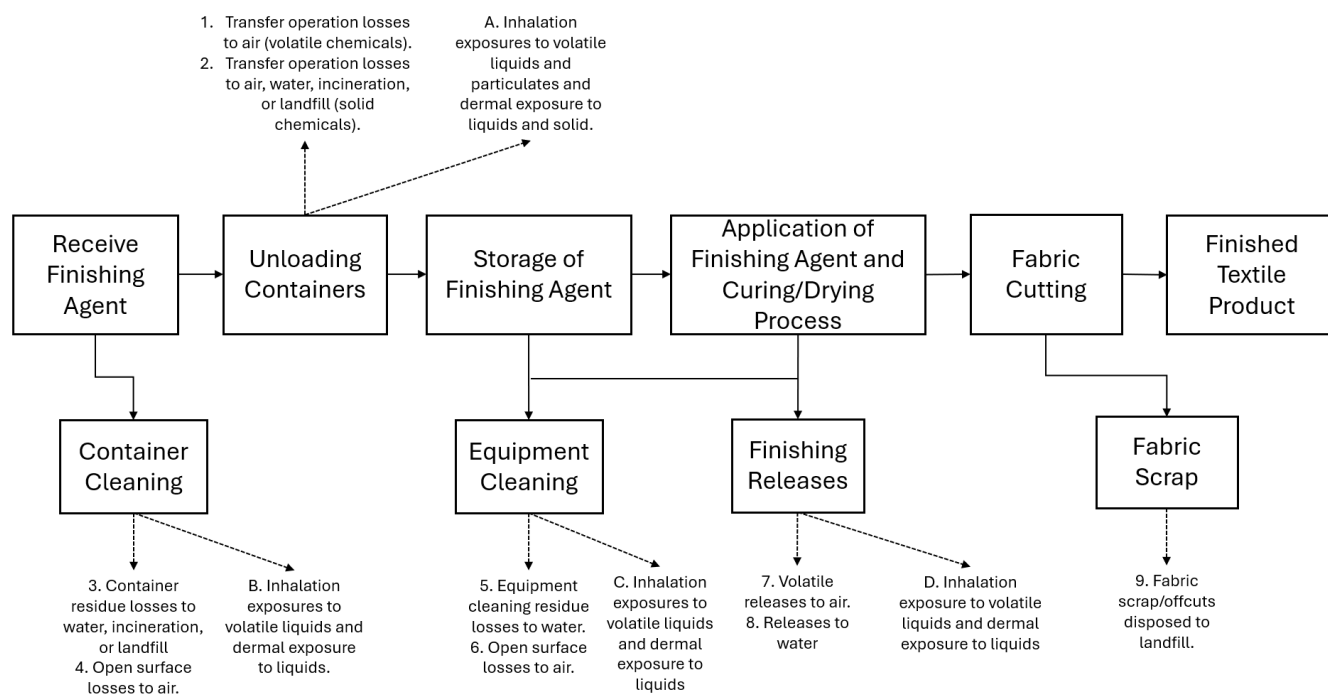 1. Transfer operation losses
to air (volatile chemicals).
2. Transfer operation losses
to air, water, incineration,
or landfill (solid
chemicals).
A. Inhalation
exposures to volatile
liquids and
particulates and
dermal exposure to
liquids and solid.
Receive
Finishing
Agent
Unloading
Containers
Storage of
Finishing Agent
Application of
Finishing Agent and
Curing/Drying
Process
Fabric
Cutting
Finished
Textile
Product
Container
Cleaning
Equipment
Cleaning
Finishing
Releases
Fabric
Scrap
3. Container
residue losses to
water, incineration,
or landfill
4. Open surface
losses to air.
B. Inhalation
exposures to
volatile liquids and
dermal exposure
to liquids.
5. Equipment
cleaning residue
losses to water.
6. Open surface
losses to air.
C. Inhalation
exposures to
volatile liquids
and dermal
exposure to
liquids
7. Volatile
releases to air.
8. Releases to
water
D. Inhalation
exposure to volatile
liquids and dermal
exposure to liquids
9. Fabric
scrap/offcuts
disposed to
landfill.